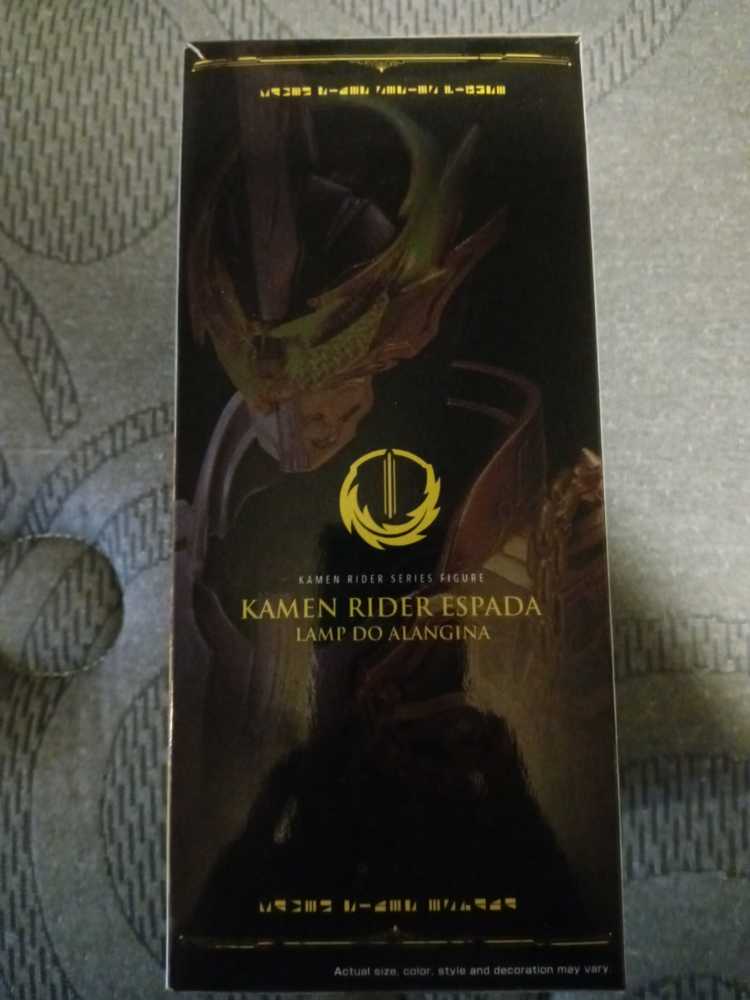 KAMEN RIDER SERIES FIGURE
KAMEN RIDER ESPADA
LAMP DO ALANGINA
Actual size, color, style and decoration may vary.